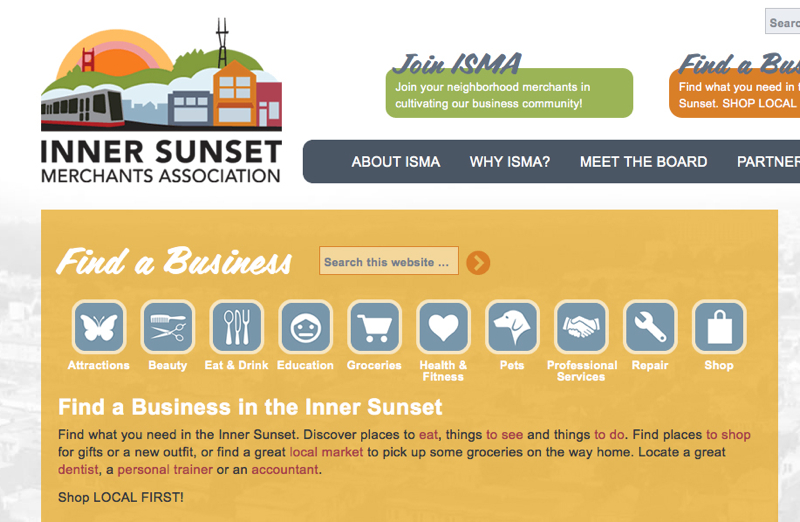 Searc
Join ISMA
Join your neighborhood merchants in
cultivating our business community!
Find a Bus
Find what you need in t
Sunset. SHOP LOCAL
INNER SUNSET
MERCHANTS ASSOCIATION
ABOUT ISMA
WHY ISMA?
MEET THE BOARD
PARTNER
Find a Business
Search this website ...
Attractions
Beauty
Eat & Drink
Education
Groceries
Health &
Fitness
Pets
Professional
Services
Repair
Shop
Find a Business in the Inner Sunset
Find what you need in the Inner Sunset. Discover places to eat, things to see and things to do. Find places to shop
for gifts or a new outfit, or find a great local market to pick up some groceries on the way home. Locate a great
dentist, a personal trainer or an accountant.
Shop LOCAL FIRST!